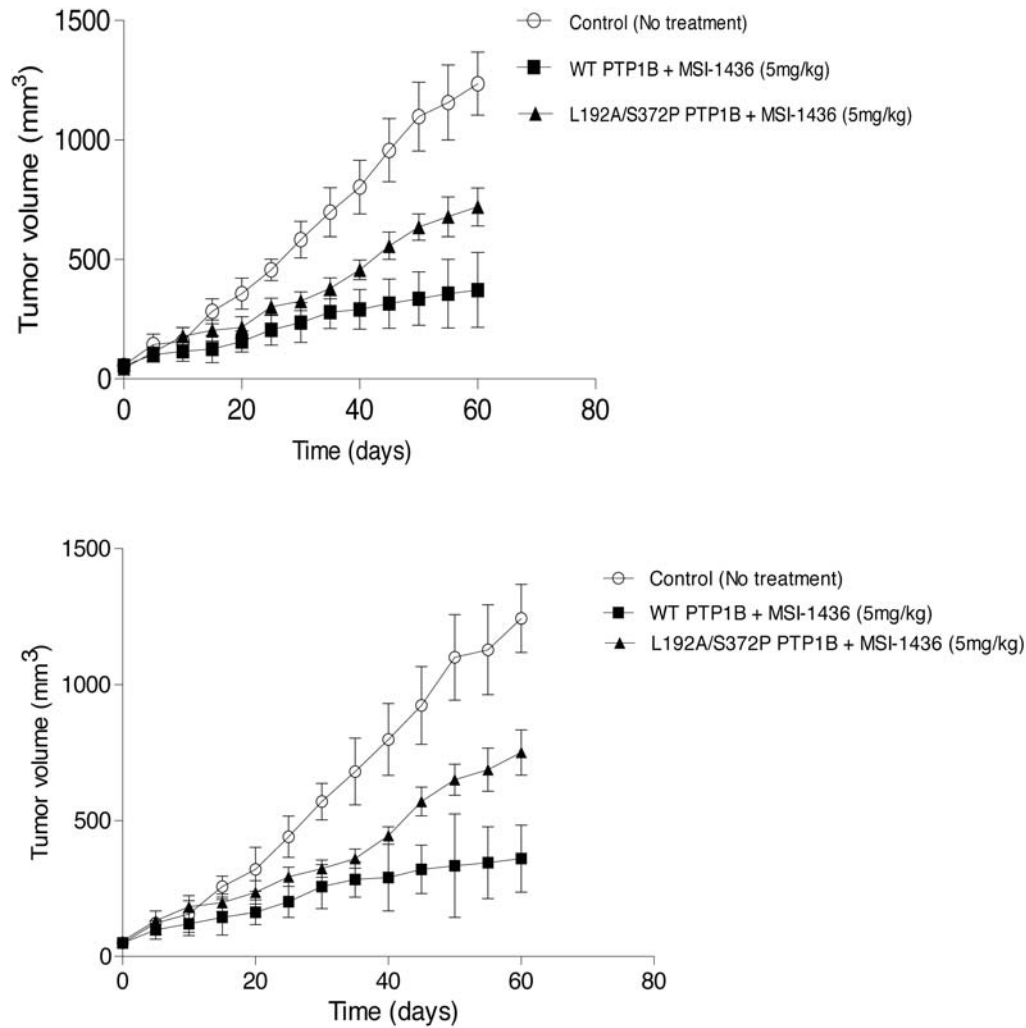 1500
1000
500
0
Tumor volume (mm3)
0 20 40 60 80
Time (days)
Control (No treatment)
WT PTP1B + MSI-1436 (5mg/kg)
L192A/S372P PTP1B + MSI-1436 (5mg/kg)
1500
1000
500
0
Tumor volume (mm3)
0 20 40 60 80
Time (days)
Control (No treatment)
WT PTP1B + MSI-1436 (5mg/kg)
L192A/S372P PTP1B + MSI-1436 (5mg/kg)